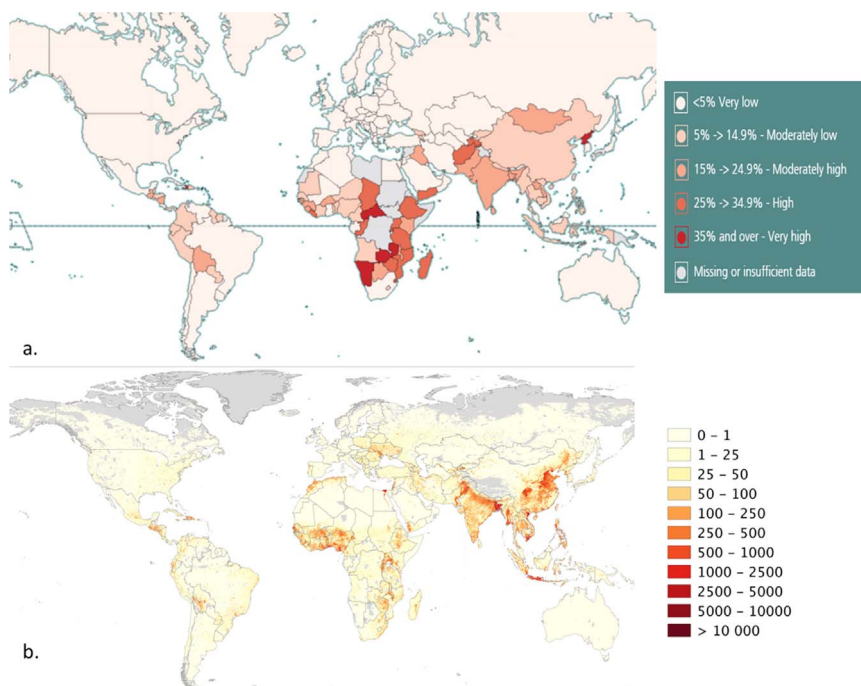 <5% Very low
5% -> 14.9% - Moderately low
15% -> 24.9% - Moderately high
25% -> 34.9% - High
35% and over - Very high
Missing or insufficient data
a.
0 – 1
1 – 25
25 – 50
50 – 100
100 – 250
250 – 500
500 – 1000
1000 – 2500
2500 – 5000
5000 – 10000
> 10 000
b.